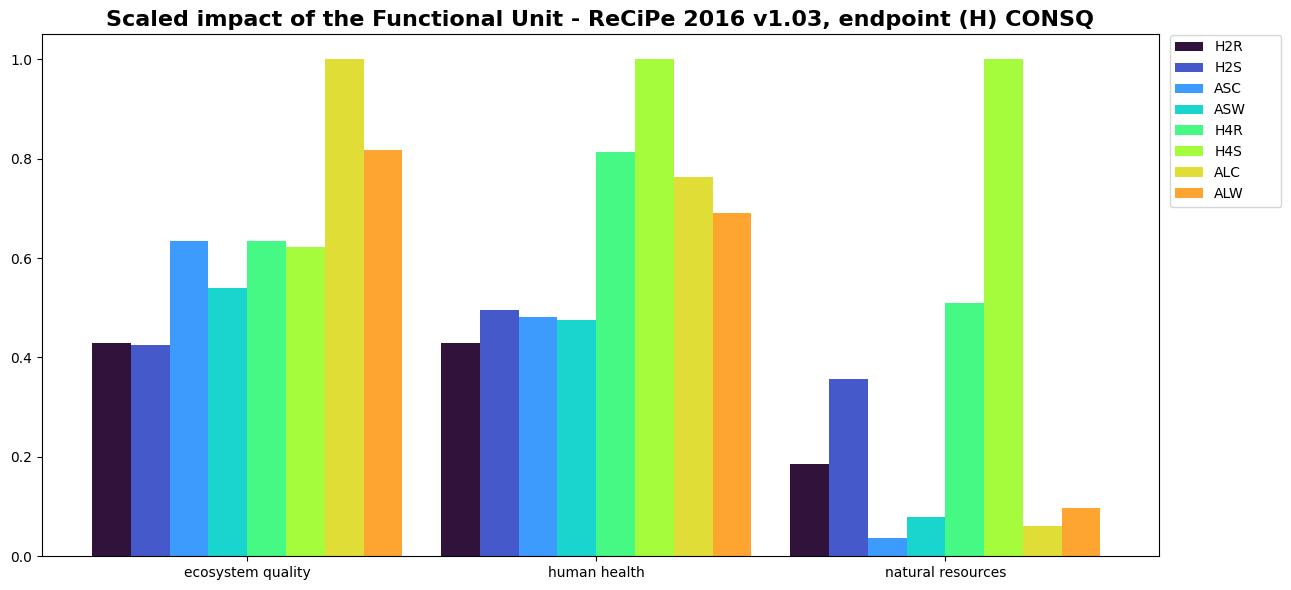 Scaled impact of the Functional Unit - ReCiPe 2016 v1.03, endpoint (H) CONSQ
1.0
0.8
0.6
0.4
0.2
0.0
ecosystem quality
human health
natural resources
H2R
H2S
ASC
ASW
H4R
H4S
ALC
ALW